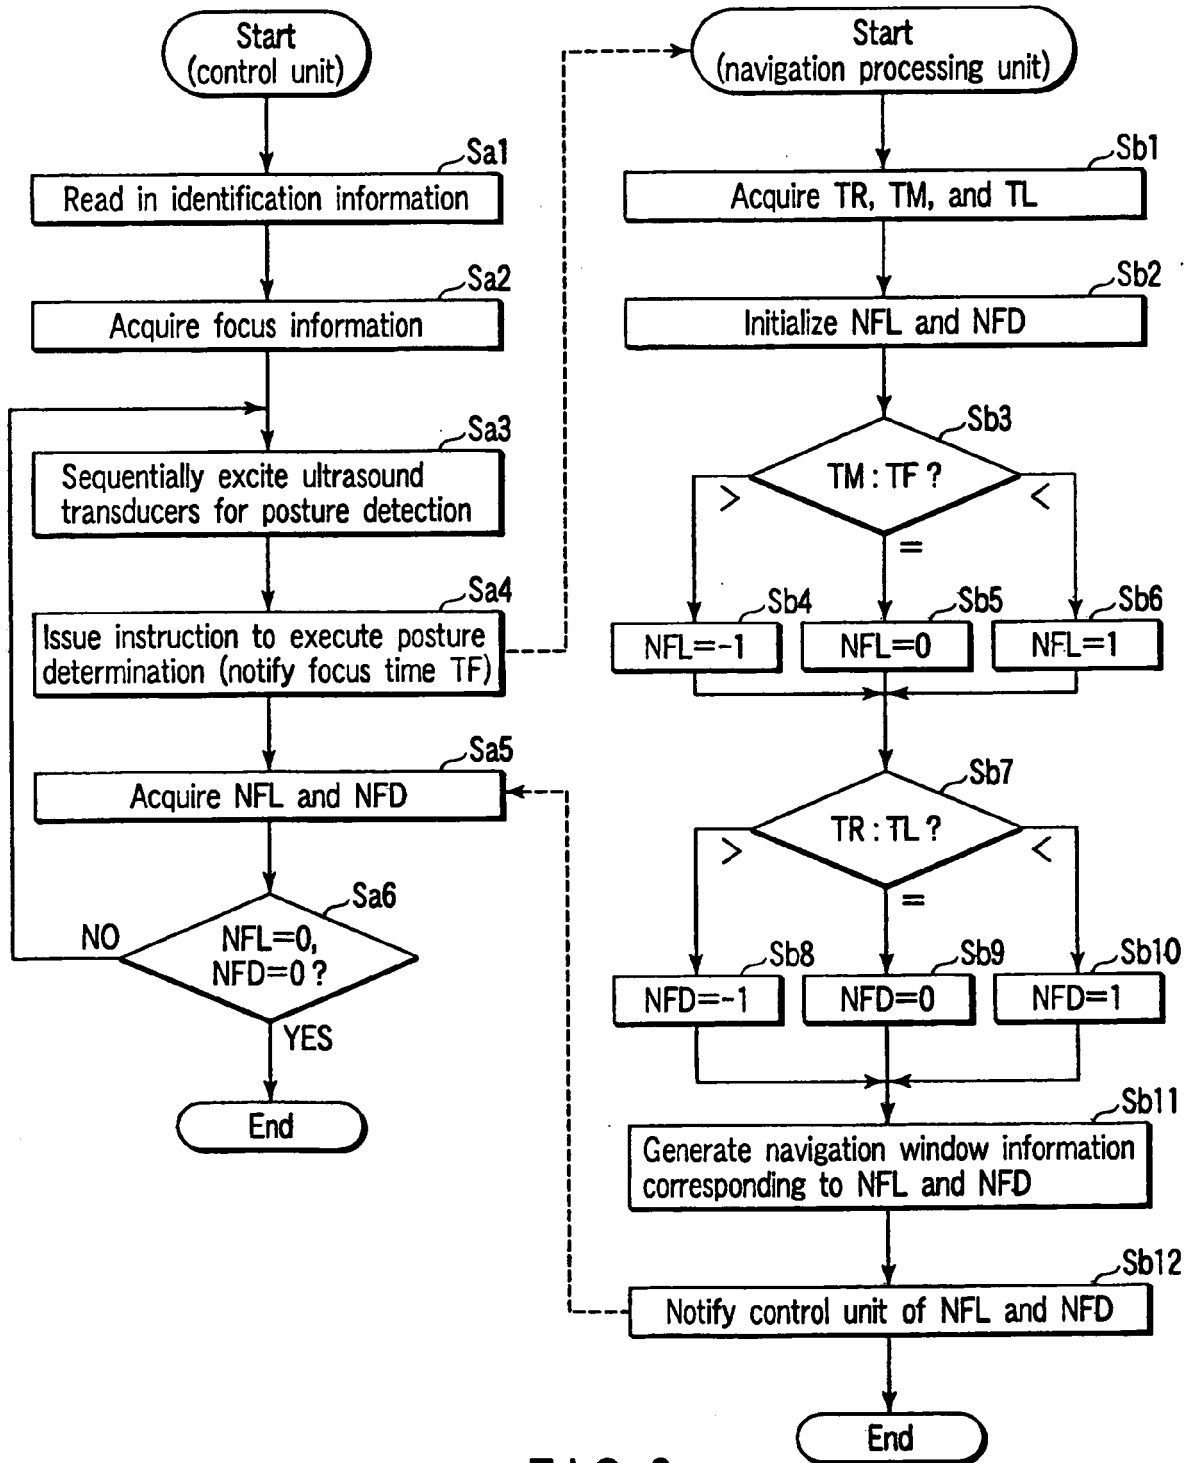 Start
(control unit)
Sa1
Read in identification information
Sa2
Acquire focus information
Sa3
Sequentially excite ultrasound
transducers for posture detection
Sa4
Issue instruction to execute posture
determination (notify focus time TF)
Sa5
Acquire NFL and NFD
Sa6
NFL=0,
NFD=0?
NO
YES
End
Start
(navigation processing unit)
Sb1
Acquire TR, TM, and TL
Sb2
Initialize NFL and NFD
Sb3
TM : TF ?
>
=
<
Sb4
NFL=-1
Sb5
NFL=0
Sb6
NFL=1
Sb7
TR : TL ?
>
=
<
Sb8
NFD=-1
Sb9
NFD=0
Sb10
NFD=1
Sb11
Generate navigation window information
corresponding to NFL and NFD
Sb12
Notify control unit of NFL and NFD
End